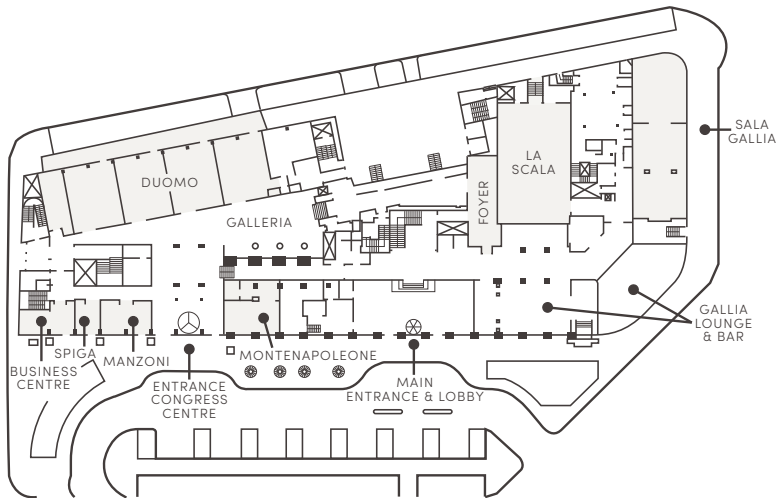 SALA
GALLIA
LA
SCALA
DUOMO
FOYER
GALLERIA
GALLIA
LOUNGE
& BAR
SPIGA
MANZONI
MONTENAPOLEONE
BUSINESS
CENTRE
ENTRANCE
CONGRESS
CENTRE
MAIN
ENTRANCE & LOBBY